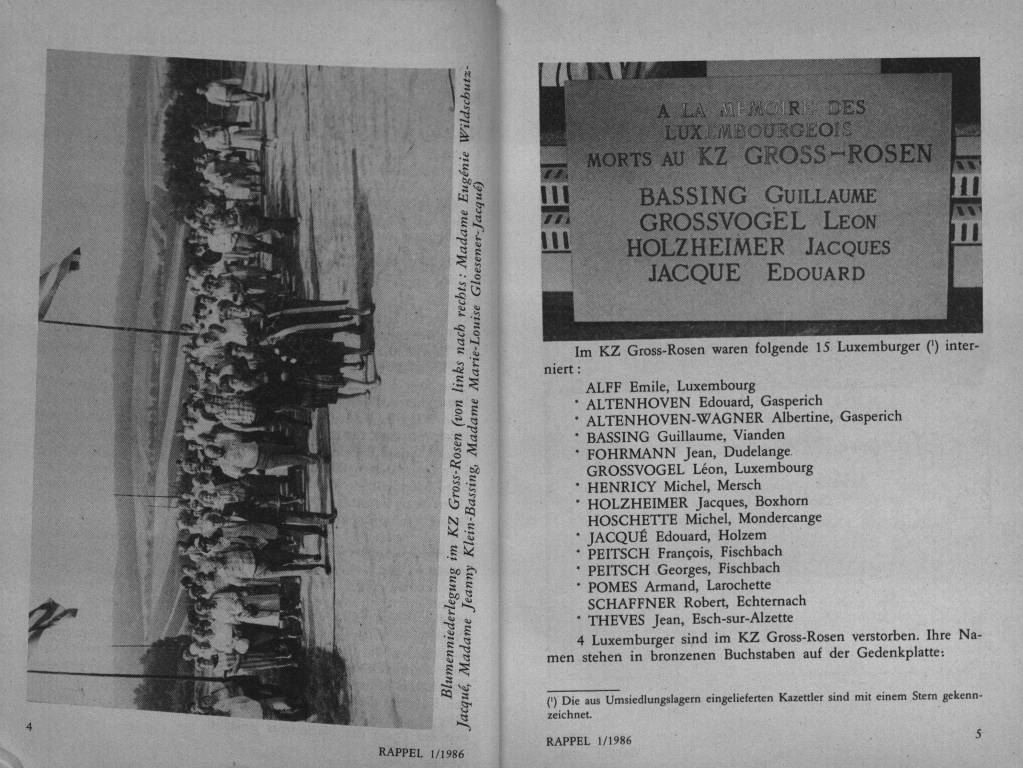 Blumenniederlegung im KZ Gross-Rosen (von links nach rechts : Madame Eugénie Wildschutz-
Jacqué, Madame Jeanny Klein-Bassing, Madame Marie-Louise Gloesener-Jacqué)
4
RAPPEL 1/1986
A LA MEMOIRE DES
LUXEMBOURGEOIS
MORTS AU KZ GROSS-ROSEN
BASSING GUILLAUME
GROSSVOGEL LEON
HOLZHEIMER JACQUES
JACQUE EDOUARD
Im KZ Gross-Rosen waren folgende 15 Luxemburger (¹) inter-
niert :
ALFF Emile, Luxembourg
* ALTENHOVEN Edouard, Gasperich
* ALTENHOVEN-WAGNER Albertine, Gasperich
* BASSING Guillaume, Vianden
* FOHRMANN Jean, Dudelange
GROSSVOGEL Léon, Luxembourg
* HENRICY Michel, Mersch
* HOLZHEIMER Jacques, Boxhorn
HOSCHETTE Michel, Mondercange
* JACQUÉ Edouard, Holzem
* PEITSCH François, Fischbach
* PEITSCH Georges, Fischbach
* POMES Armand, Larochette
SCHAFFNER Robert, Echternach
* THEVES Jean, Esch-sur-Alzette
4 Luxemburger sind im KZ Gross-Rosen verstorben. Ihre Na-
men stehen in bronzenen Buchstaben auf der Gedenkplatte:
(¹) Die aus Umsiedlungslagern eingelieferten Kazettler sind mit einem Stern gekenn-
zeichnet.
RAPPEL 1/1986
5